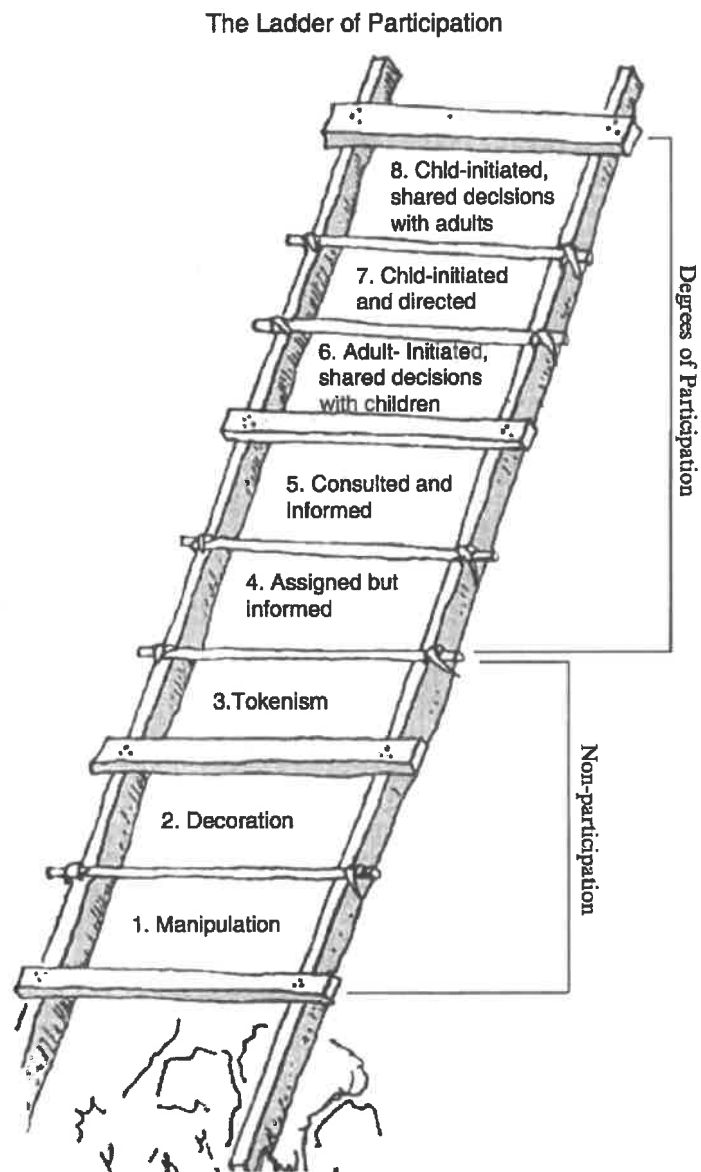 The Ladder of Participation
8. Chld-initiated,
shared decisions
with adults
7. Chld-initiated
and directed
6. Adult- Initiated,
shared decisions
with children
5. Consulted and
Informed
4. Assigned but
informed
3.Tokenism
2. Decoration
1. Manipulation
Degrees of Participation
Non-participation